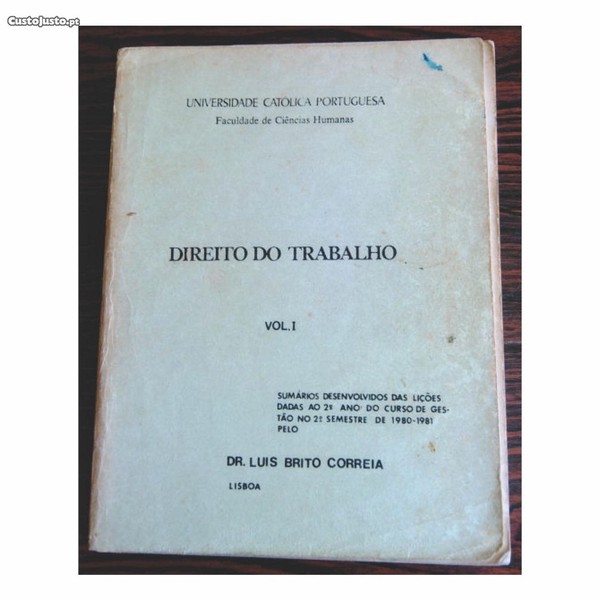 CustoJusto.pt
UNIVERSIDADE CATÓLICA PORTUGUESA
Faculdade de Ciências Humanas
DIREITO DO TRABALHO
VOL. I
SUMÁRIOS DESENVOLVIDOS DAS LIÇÕES
DADAS AO 2º ANO DO CURSO DE GES-
TÃO NO 2º SEMESTRE DE 1980-1981
PELO
DR. LUIS BRITO CORREIA
LISBOA